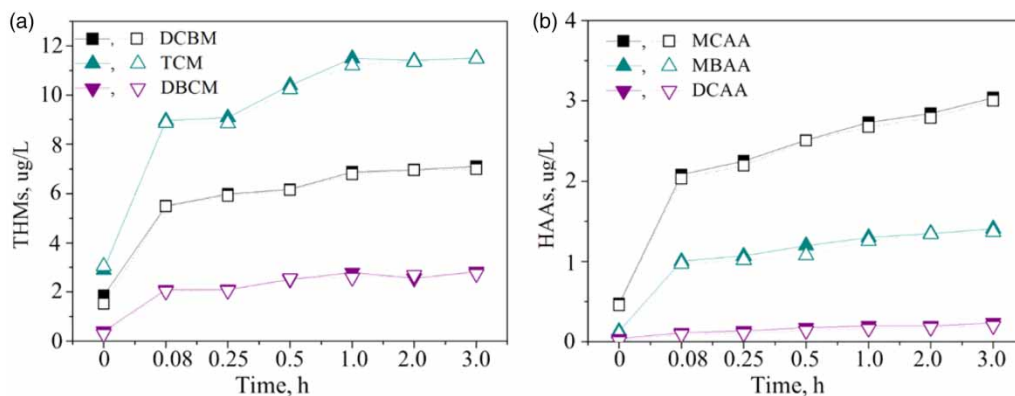 (a)
THMs, ug/L
12
10
8
6
4
2
0
, DCBM
, TCM
, DBCM
0 0.08 0.25 0.5 1.0 2.0 3.0
Time, h
(b)
HAAs, ug/L
4
3
2
1
0
, MCAA
, MBAA
, DCAA
0 0.08 0.25 0.5 1.0 2.0 3.0
Time, h